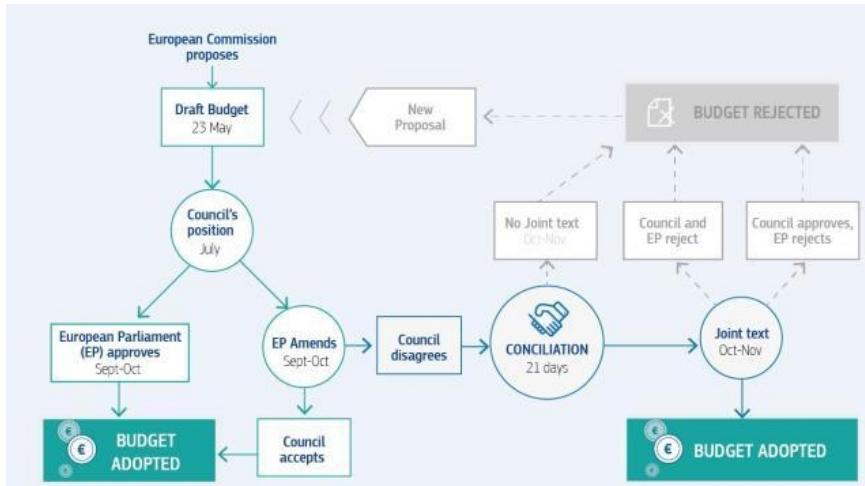 European Commission
proposes
Draft Budget
23 May
New
Proposal
BUDGET REJECTED
Council's
position
July
No Joint text
Oct-Nov
Council and
EP reject
Council approves,
EP rejects
European Parliament
(EP) approves
Sept-Oct
EP Amends
Sept-Oct
Council
disagrees
CONCILIATION
21 days
Joint text
Oct-Nov
BUDGET
ADOPTED
Council
accepts
BUDGET ADOPTED